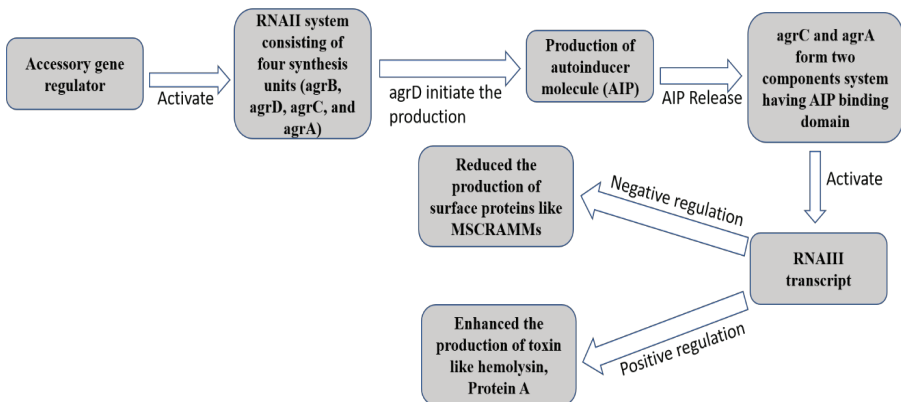 Accessory gene
regulator
Activate
RNAII system
consisting of
four synthesis
units (agrB,
agrD, agrC, and
agrA)
agrD initiate the
production
Production of
autoinducer
molecule (AIP)
AIP Release
agrC and agrA
form two
components system
having AIP binding
domain
Activate
RNAIII
transcript
Negative regulation
Reduced the
production of
surface proteins like
MSCRAMMs
Positive regulation
Enhanced the
production of toxin
like hemolysin,
Protein A